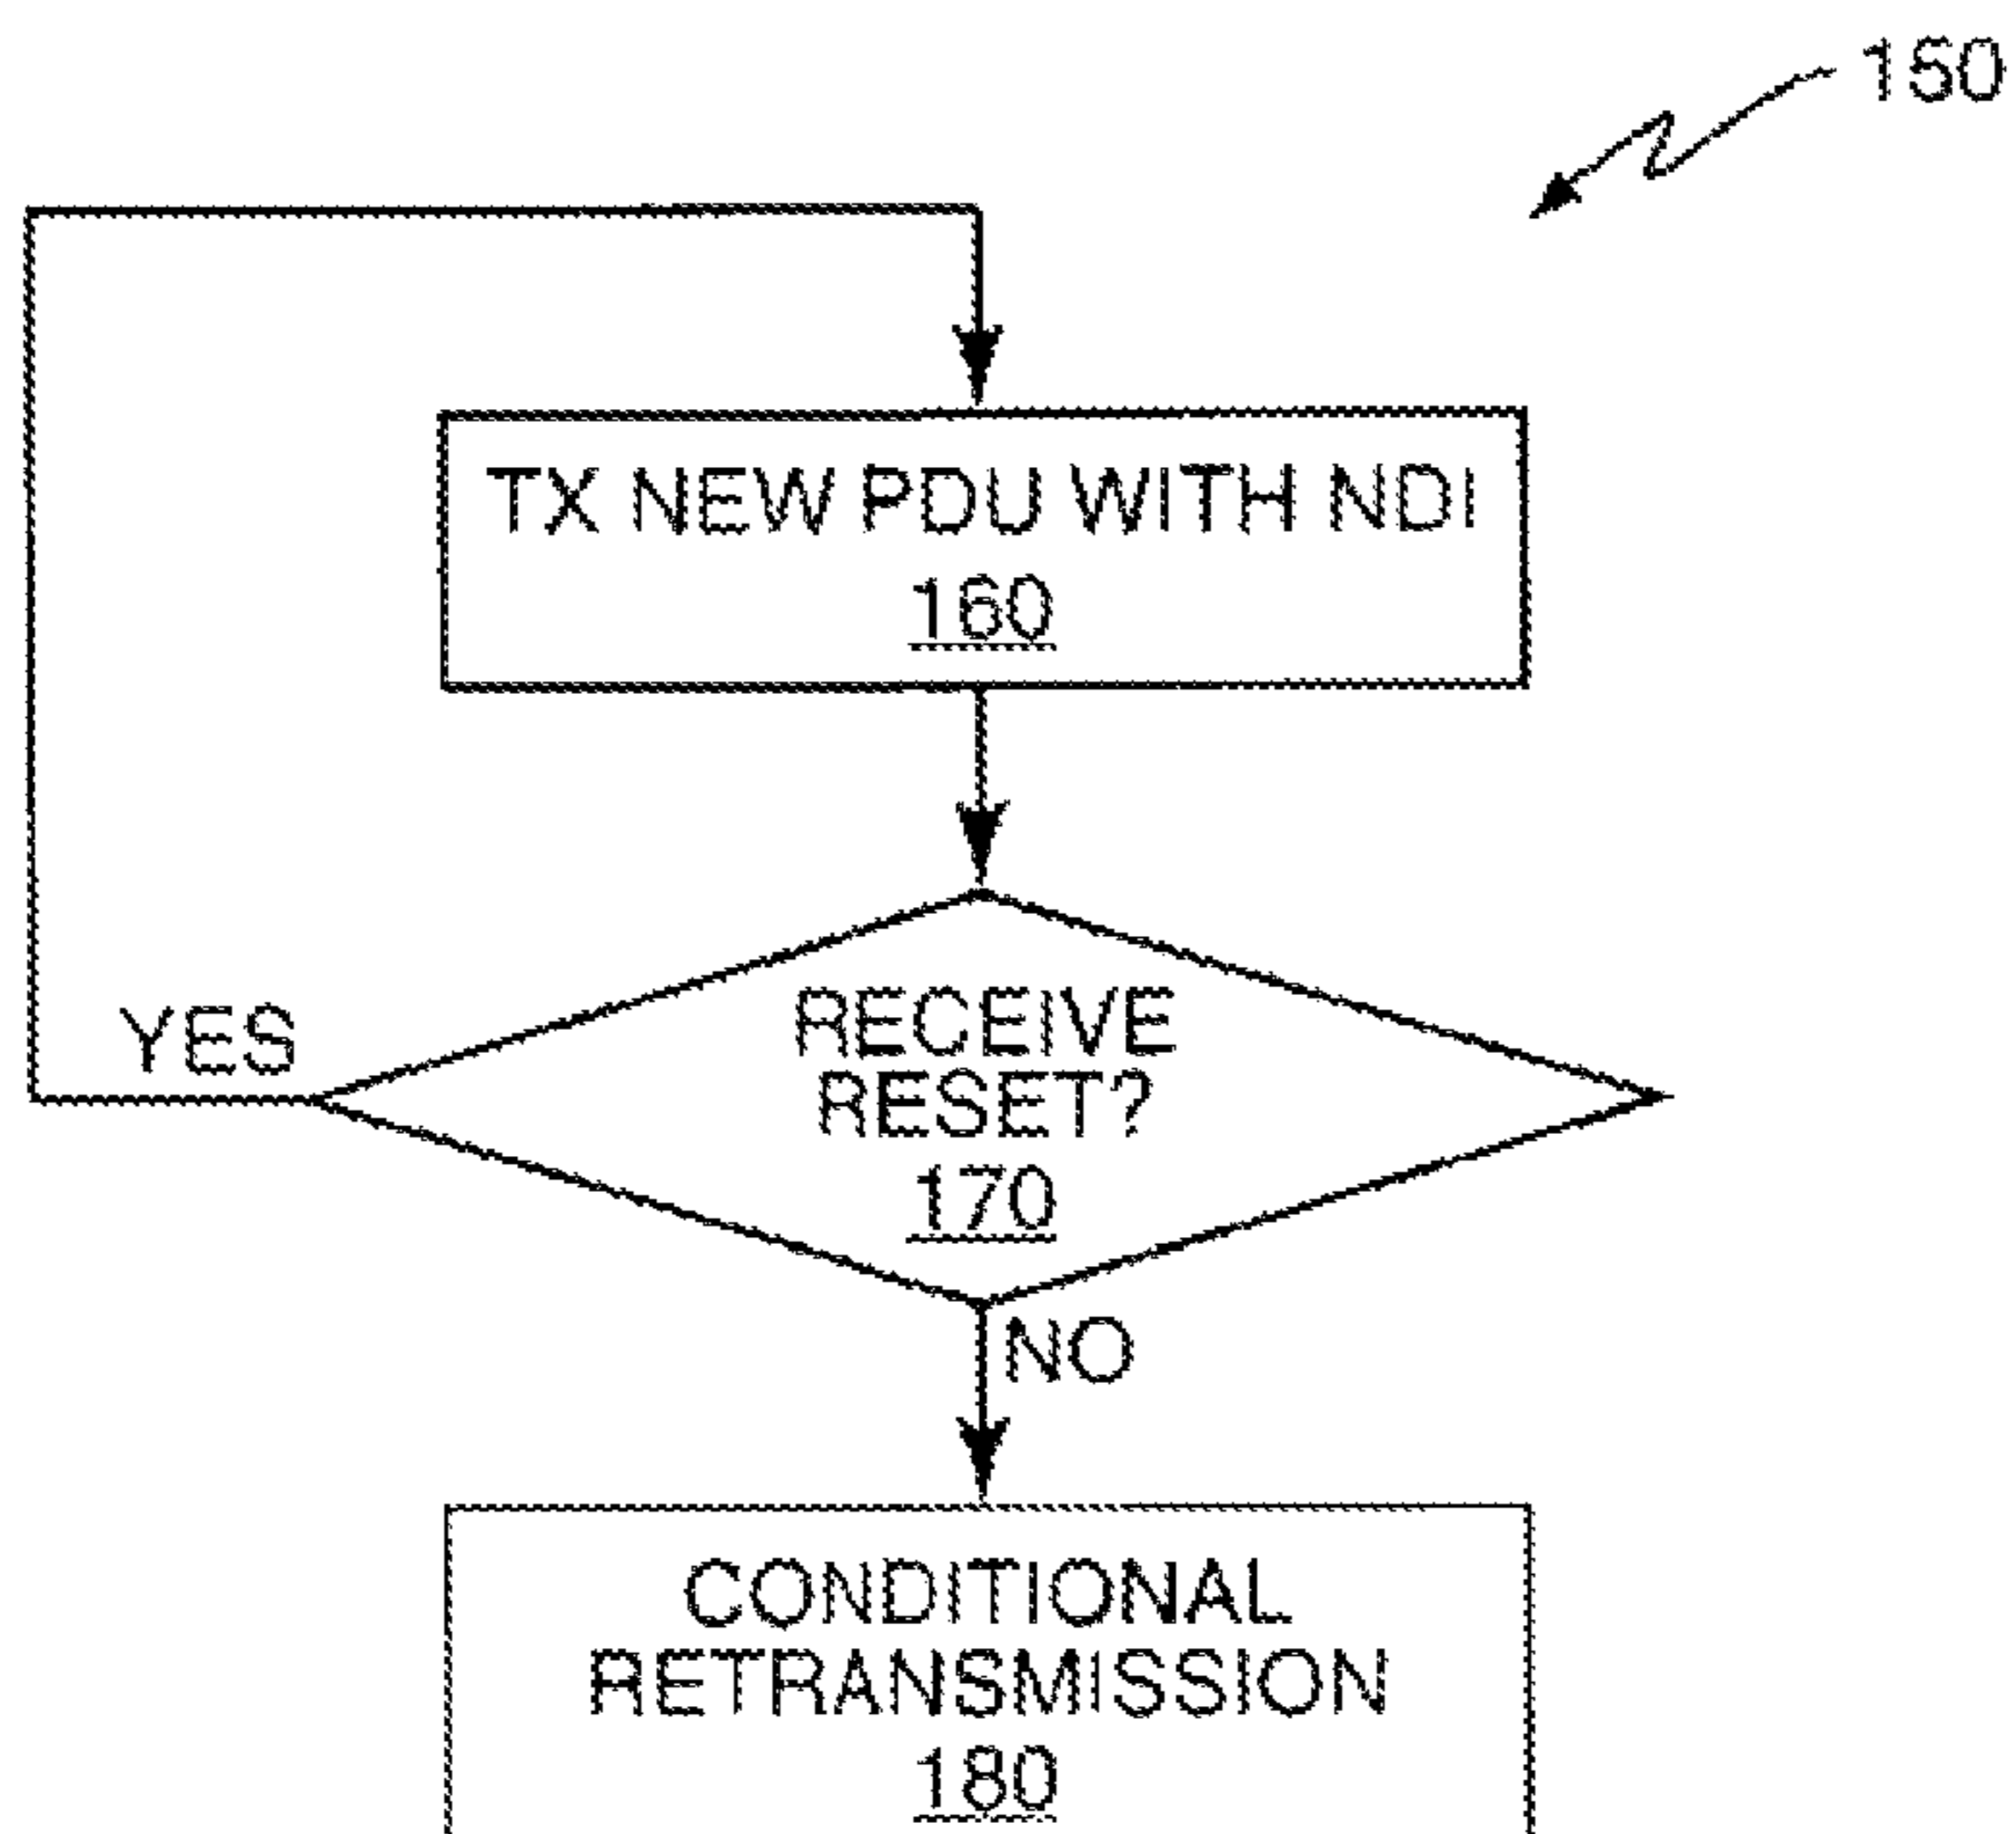 150
TX NEW PDU WITH NDI
160
RECEIVE
RESET?
170
YES
NO
CONDITIONAL
RETRANSMISSION
180